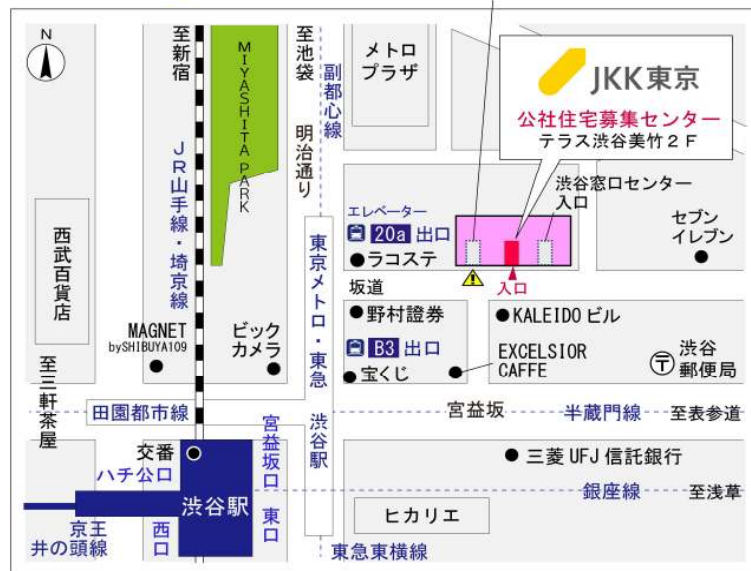 N
至新宿
MIYASHITA PARK
至池袋
副都心線
明治通り
メトロ
プラザ
JKK東京
公社住宅募集センター
テラス渋谷美竹2F
JR山手線・埼京線
エレベーター
20a 出口
ラコステ
渋谷窓口センター
入口
セブン
イレブン
入口
西武百貨店
坂道
東京メトロ・東急 渋谷駅
MAGNET
bySHIBUYA109
ビック
カメラ
野村證券
KALEIDO ビル
B3 出口
宝くじ
EXCELSIOR
CAFFE
〒
渋谷
郵便局
至三軒茶屋
田園都市線
宮益坂
半蔵門線
至表参道
交番
ハチ公口
宮益坂口
三菱 UFJ 信託銀行
渋谷駅
銀座線
至浅草
京王
井の頭線
西口
東口
ヒカリエ
東急東横線